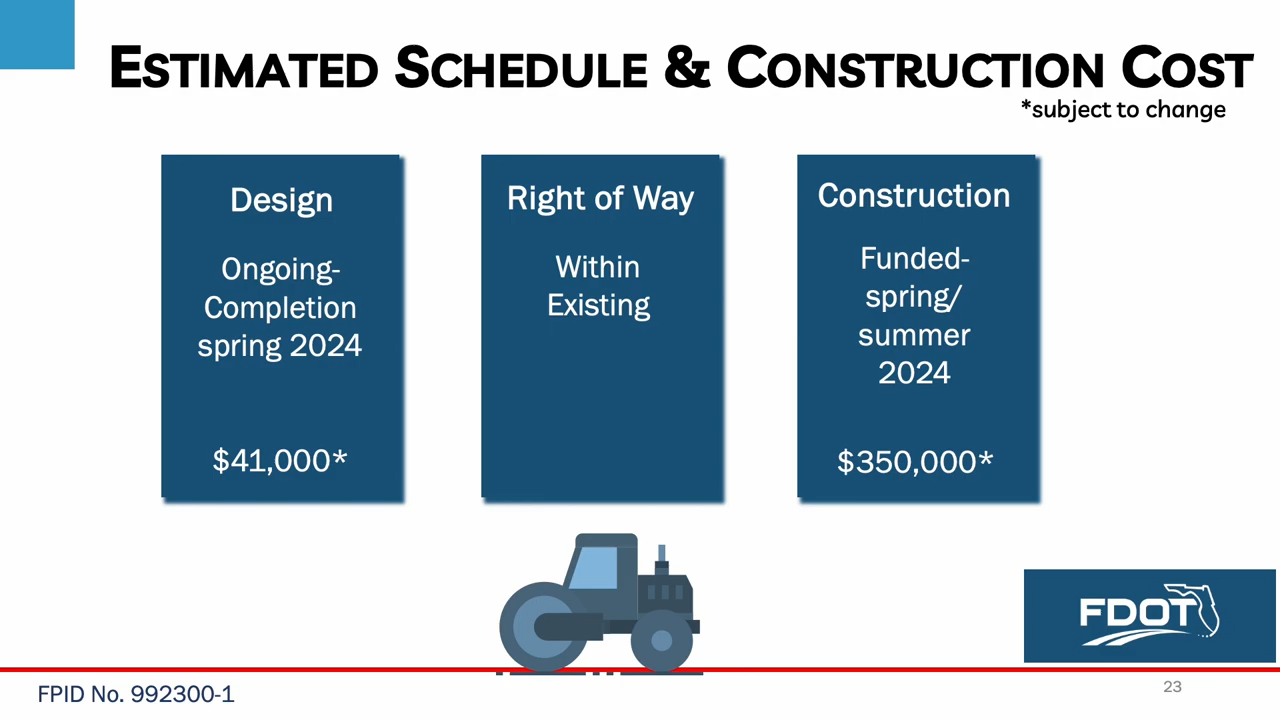 ESTIMATED SCHEDULE & CONSTRUCTION COST
*subject to change
Design
Ongoing-
Completion
spring 2024
$41,000*
Right of Way
Within
Existing
Construction
Funded-
spring/
summer
2024
$350,000*
FDOT
FPID No. 992300-1
23